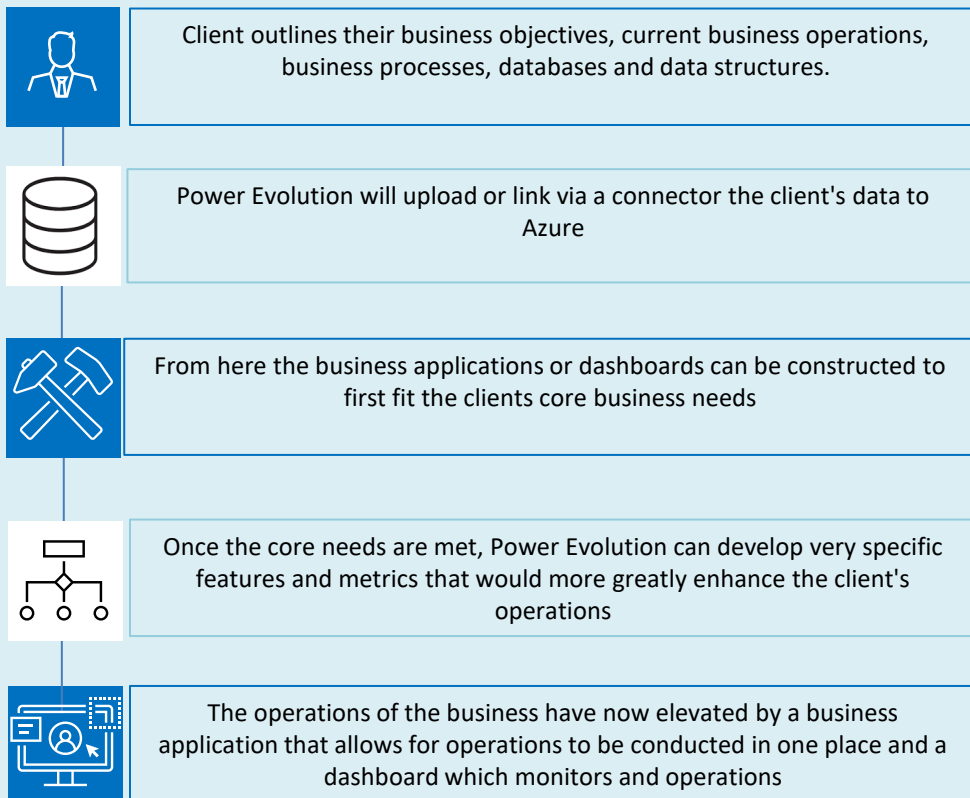 Client outlines their business objectives, current business operations,
business processes, databases and data structures.
Power Evolution will upload or link via a connector the client's data to
Azure
From here the business applications or dashboards can be constructed to
first fit the clients core business needs
Once the core needs are met, Power Evolution can develop very specific
features and metrics that would more greatly enhance the client's
operations
The operations of the business have now elevated by a business
application that allows for operations to be conducted in one place and a
dashboard which monitors and operations